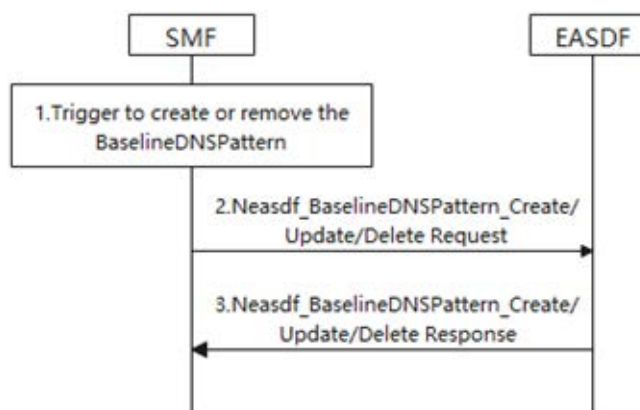 SMF
EASDF
1.Trigger to create or remove the
BaselineDNSPattern
2.Neasdf_BaselineDNSPattern_Create/
Update/Delete Request
3.Neasdf_BaselineDNSPattern_Create/
Update/Delete Response